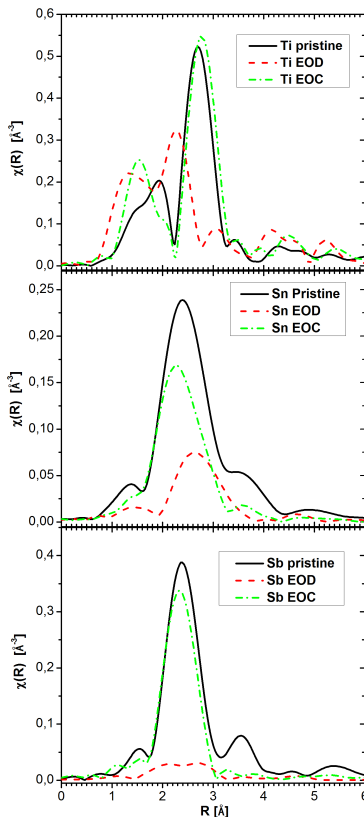 0,6
0,5
0,4
0,3
0,2
0,1
0,0
χ(R) [Å⁻³]
Ti pristine
Ti EOD
Ti EOC
0,25
0,20
0,15
0,10
0,05
0,00
χ(R) [Å⁻³]
Sn Pristine
Sn EOD
Sn EOC
0,4
0,3
0,2
0,1
0,0
χ(R) [Å⁻³]
Sb pristine
Sb EOD
Sb EOC
0 1 2 3 4 5 6
R [Å]